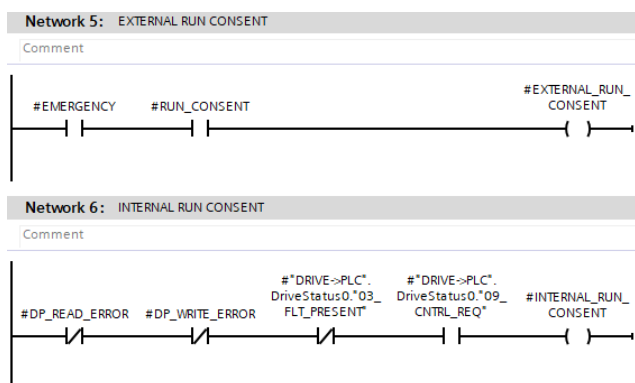 Network 5: EXTERNAL RUN CONSENT
Comment
#EMERGENCY #RUN_CONSENT #EXTERNAL_RUN_
CONSENT
Network 6: INTERNAL RUN CONSENT
Comment
#DP_READ_ERROR #DP_WRITE_ERROR #"DRIVE->PLC".
DriveStatus0."03_
FLT_PRESENT" #"DRIVE->PLC".
DriveStatus0."09_
CNTRL_REQ" #INTERNAL_RUN_
CONSENT